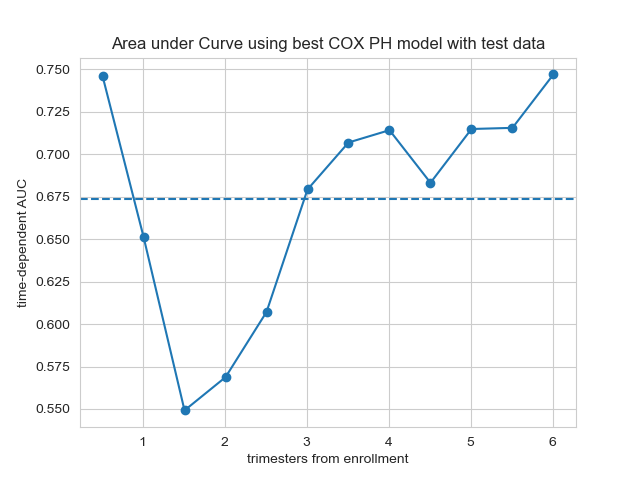 Area under Curve using best COX PH model with test data
0.750
0.725
0.700
0.675
0.650
0.625
0.600
0.575
0.550
time-dependent AUC
1 2 3 4 5 6
trimesters from enrollment